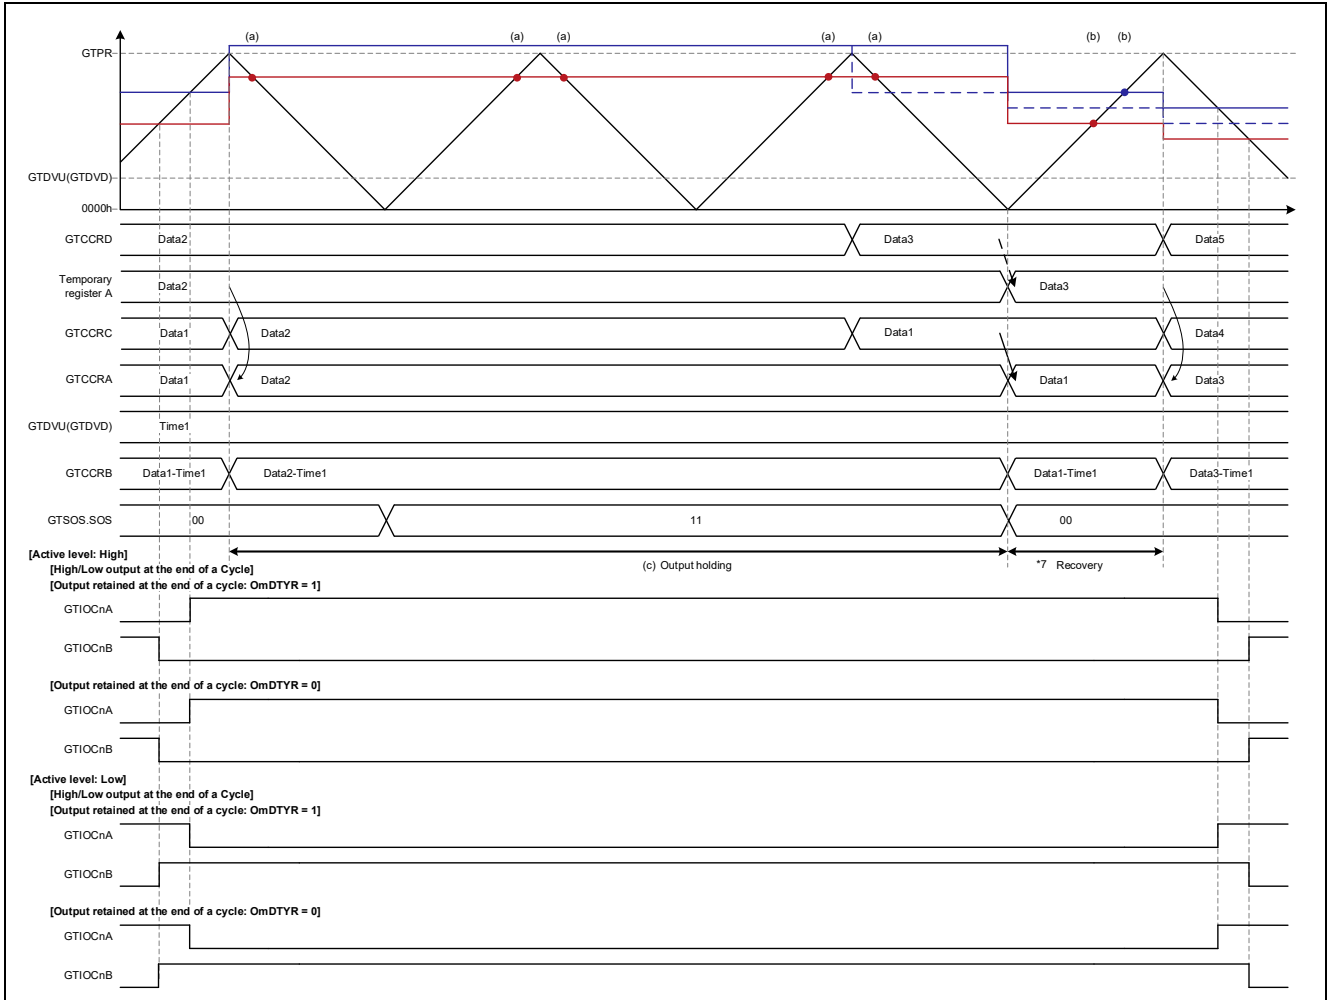 (a) (a) (a) (a) (a) (b) (b)
GTPR
GTDVU(GTDVD)
0000h
GTCCRD Data2 Data3 Data5
Temporary
register A Data2 Data3
GTCCRC Data1 Data2 Data1 Data4
GTCCRA Data1 Data2 Data1 Data3
GTDVU(GTDVD) Time1
GTCCRB Data1-Time1 Data2-Time1 Data1-Time1 Data3-Time1
GTSOS.SOS 00 11 00
[Active level: High]
(c) Output holding *7 Recovery
[High/Low output at the end of a Cycle]
[Output retained at the end of a cycle: OmDTYR = 1]
GTIOCnA
GTIOCnB
[Output retained at the end of a cycle: OmDTYR = 0]
GTIOCnA
GTIOCnB
[Active level: Low]
[High/Low output at the end of a Cycle]
[Output retained at the end of a cycle: OmDTYR = 1]
GTIOCnA
GTIOCnB
[Output retained at the end of a cycle: OmDTYR = 0]
GTIOCnA
GTIOCnB